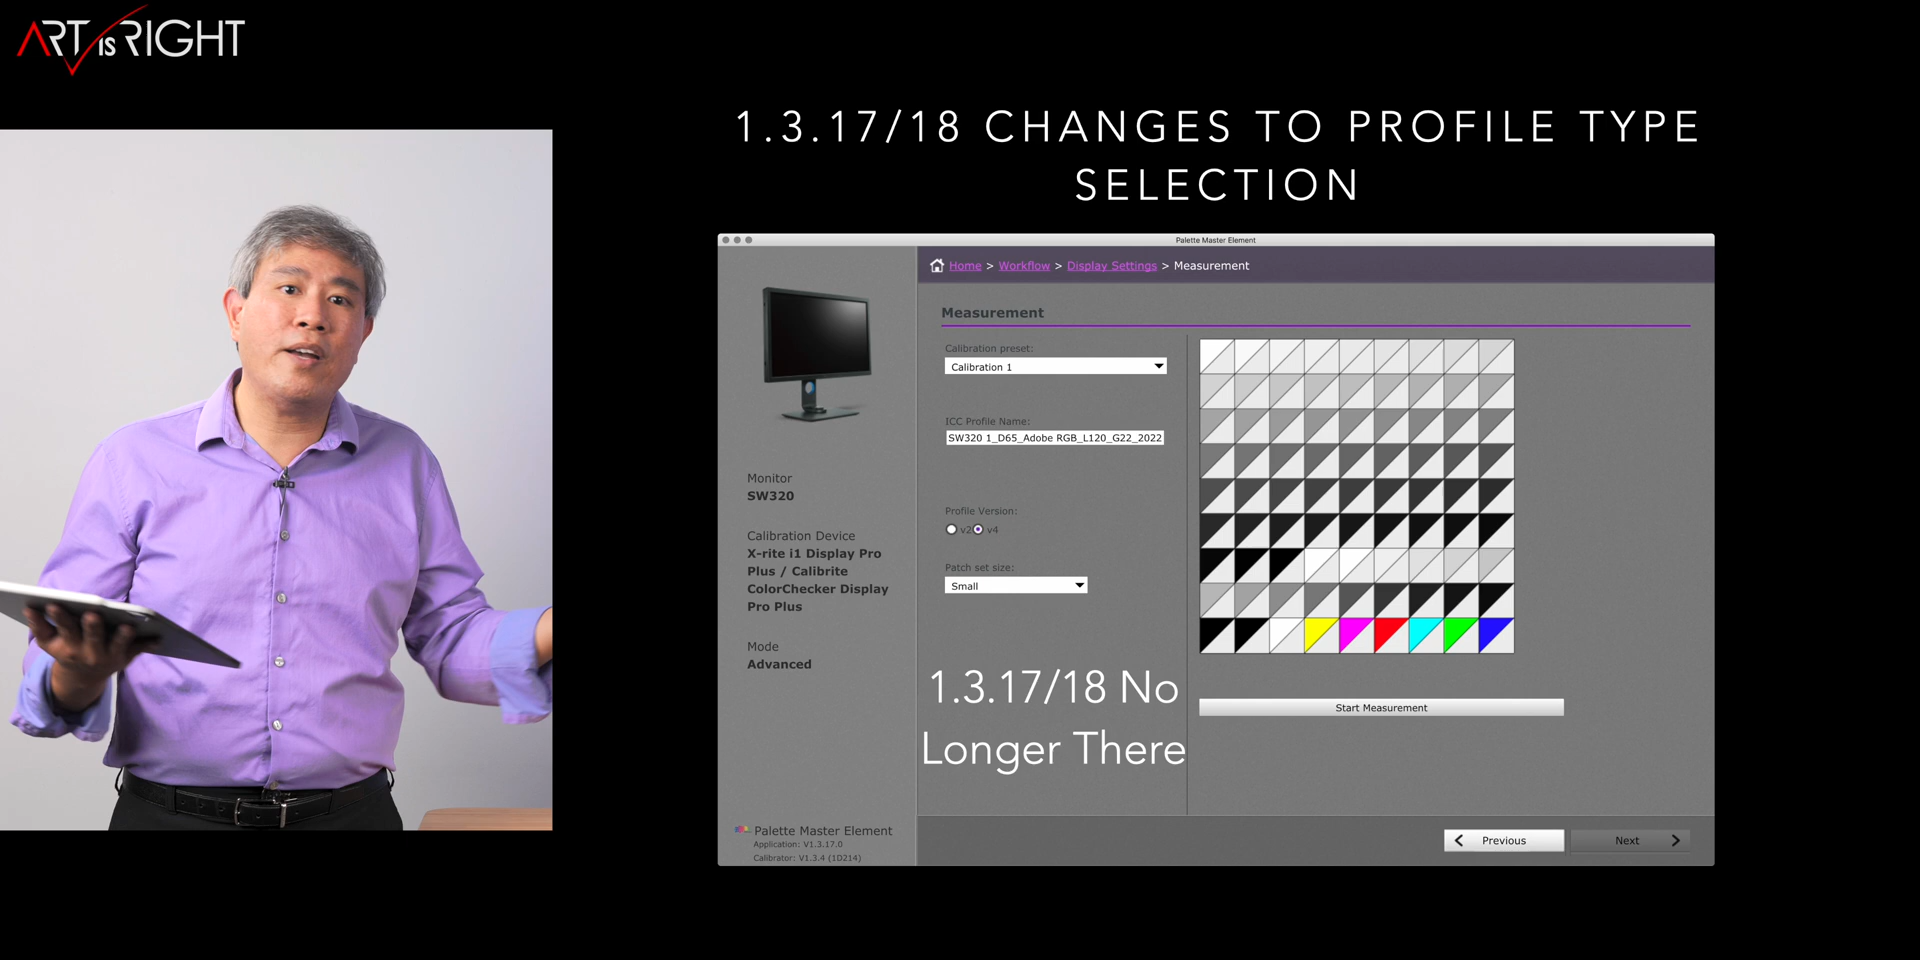 ART IS RIGHT
1.3.17/18 CHANGES TO PROFILE TYPE
SELECTION
Palette Master Element
Home > Workflow > Display Settings > Measurement
Measurement
Calibration preset:
Calibration 1
ICC Profile Name:
SW320 1_D65_Adobe RGB_L120_G22_2022
Profile Version:
v2 v4
Patch set size:
Small
1.3.17/18 No
Longer There
Start Measurement
Monitor
SW320
Calibration Device
X-rite i1 Display Pro
Plus / Calibrite
ColorChecker Display
Pro Plus
Mode
Advanced
Palette Master Element
Application: V1.3.17.0
Calibrator: V1.3.4 (1D214)
Previous
Next